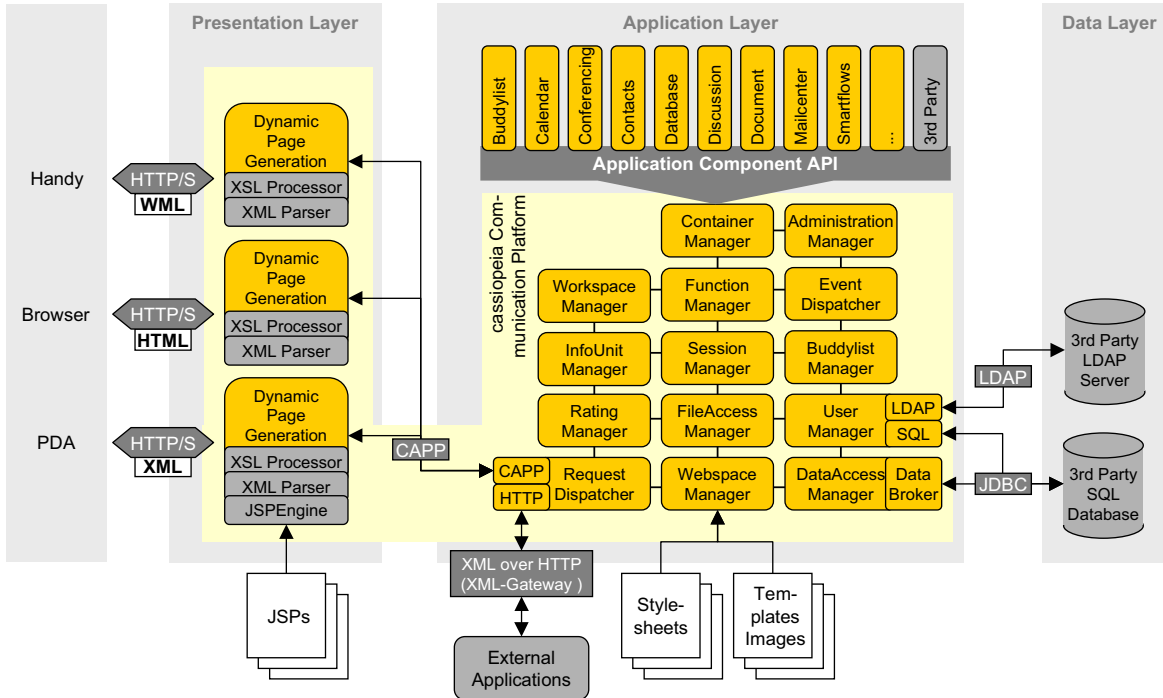 Presentation Layer
Application Layer
Data Layer
Buddylist
Calendar
Conferencing
Contacts
Database
Discussion
Document
Mailcenter
Smartflows
...
3rd Party
Application Component API
cassiopeia Com-
munication Platform
Handy
HTTP/S
WML
Dynamic
Page
Generation
XSL Processor
XML Parser
Browser
HTTP/S
HTML
Dynamic
Page
Generation
XSL Processor
XML Parser
PDA
HTTP/S
XML
Dynamic
Page
Generation
XSL Processor
XML Parser
JSPEngine
CAPP
Container
Manager
Administration
Manager
Workspace
Manager
Function
Manager
Event
Dispatcher
InfoUnit
Manager
Session
Manager
Buddylist
Manager
Rating
Manager
FileAccess
Manager
User
Manager
LDAP
SQL
CAPP
HTTP
Request
Dispatcher
Webspace
Manager
DataAccess
Manager
Data
Broker
LDAP
JDBC
3rd Party
LDAP
Server
3rd Party
SQL
Database
JSPs
XML over HTTP
(XML-Gateway )
External
Applications
Style-
sheets
Tem-
plates
Images